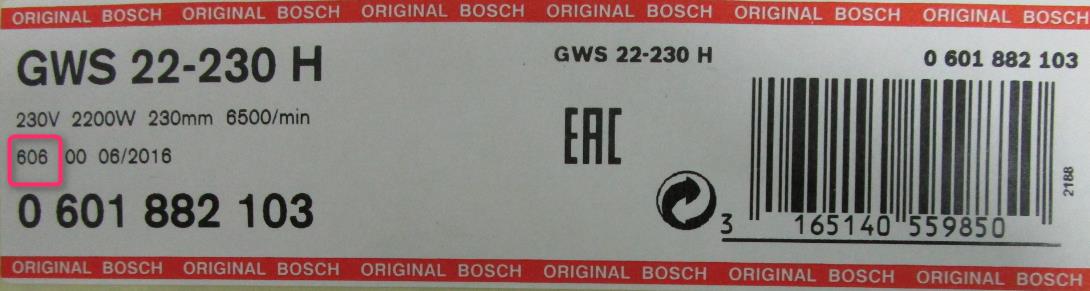 ORIGINAL BOSCH ORIGINAL BOSCH ORIGINAL BOSCH ORIGINAL BOSCH ORIGINAL BOSCH ORIGINAL BOSCH
GWS 22-230 H
230V 2200W 230mm 6500/min
606 00 06/2016
0 601 882 103
GWS 22-230 H
EAC
0 601 882 103
3 165140 559850
2188
ORIGINAL BOSCH ORIGINAL BOSCH ORIGINAL BOSCH ORIGINAL BOSCH ORIGINAL BOSCH ORIGINAL BOSCH